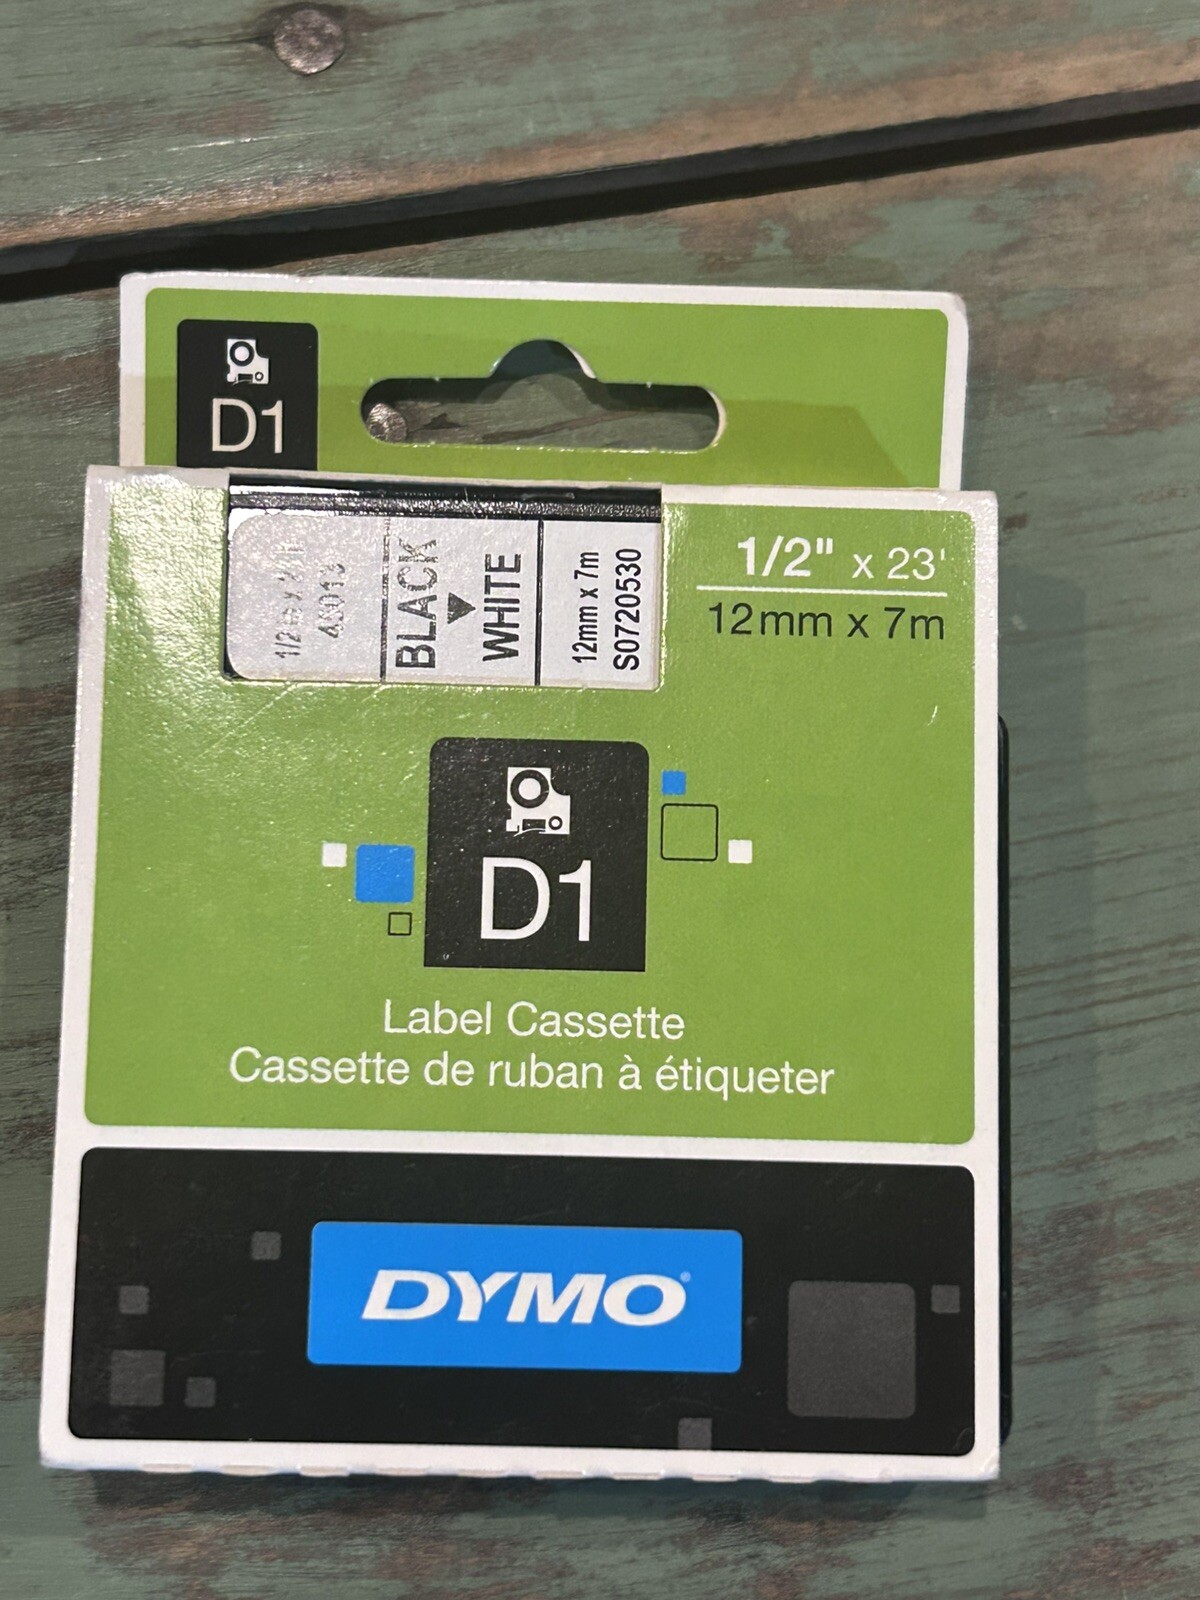 D1
1/2" x 23'
12mm x 7m
45013
BLACK
WHITE
12mm x 7m
S0720530
D1
Label Cassette
Cassette de ruban à étiqueter
DYMO®